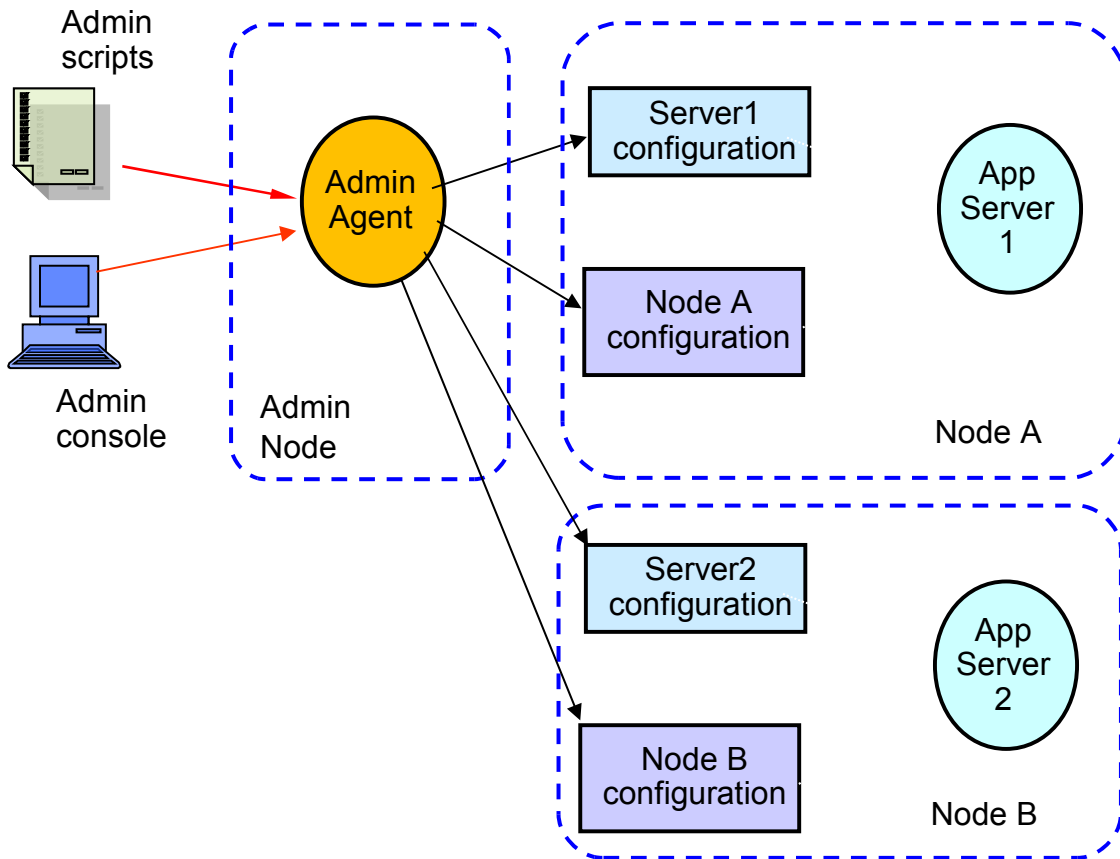 Admin
scripts
Admin
Agent
Admin
console
Admin
Node
Server1
configuration
App
Server
1
Node A
configuration
Node A
Server2
configuration
App
Server
2
Node B
configuration
Node B